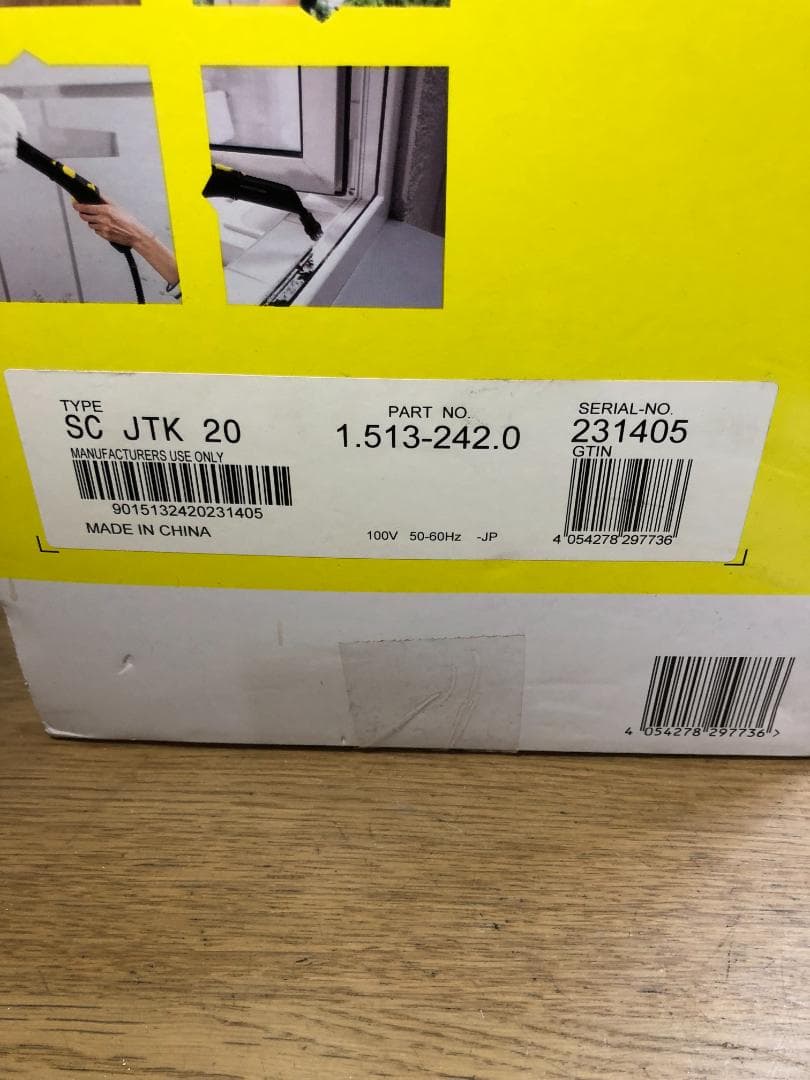 TYPE
SC JTK 20
MANUFACTURERS USE ONLY
9015132420231405
MADE IN CHINA
PART NO.
1.513-242.0
100V 50-60Hz -JP
SERIAL-NO.
231405
GTIN
4 054278 297736
4 054278 297736 >